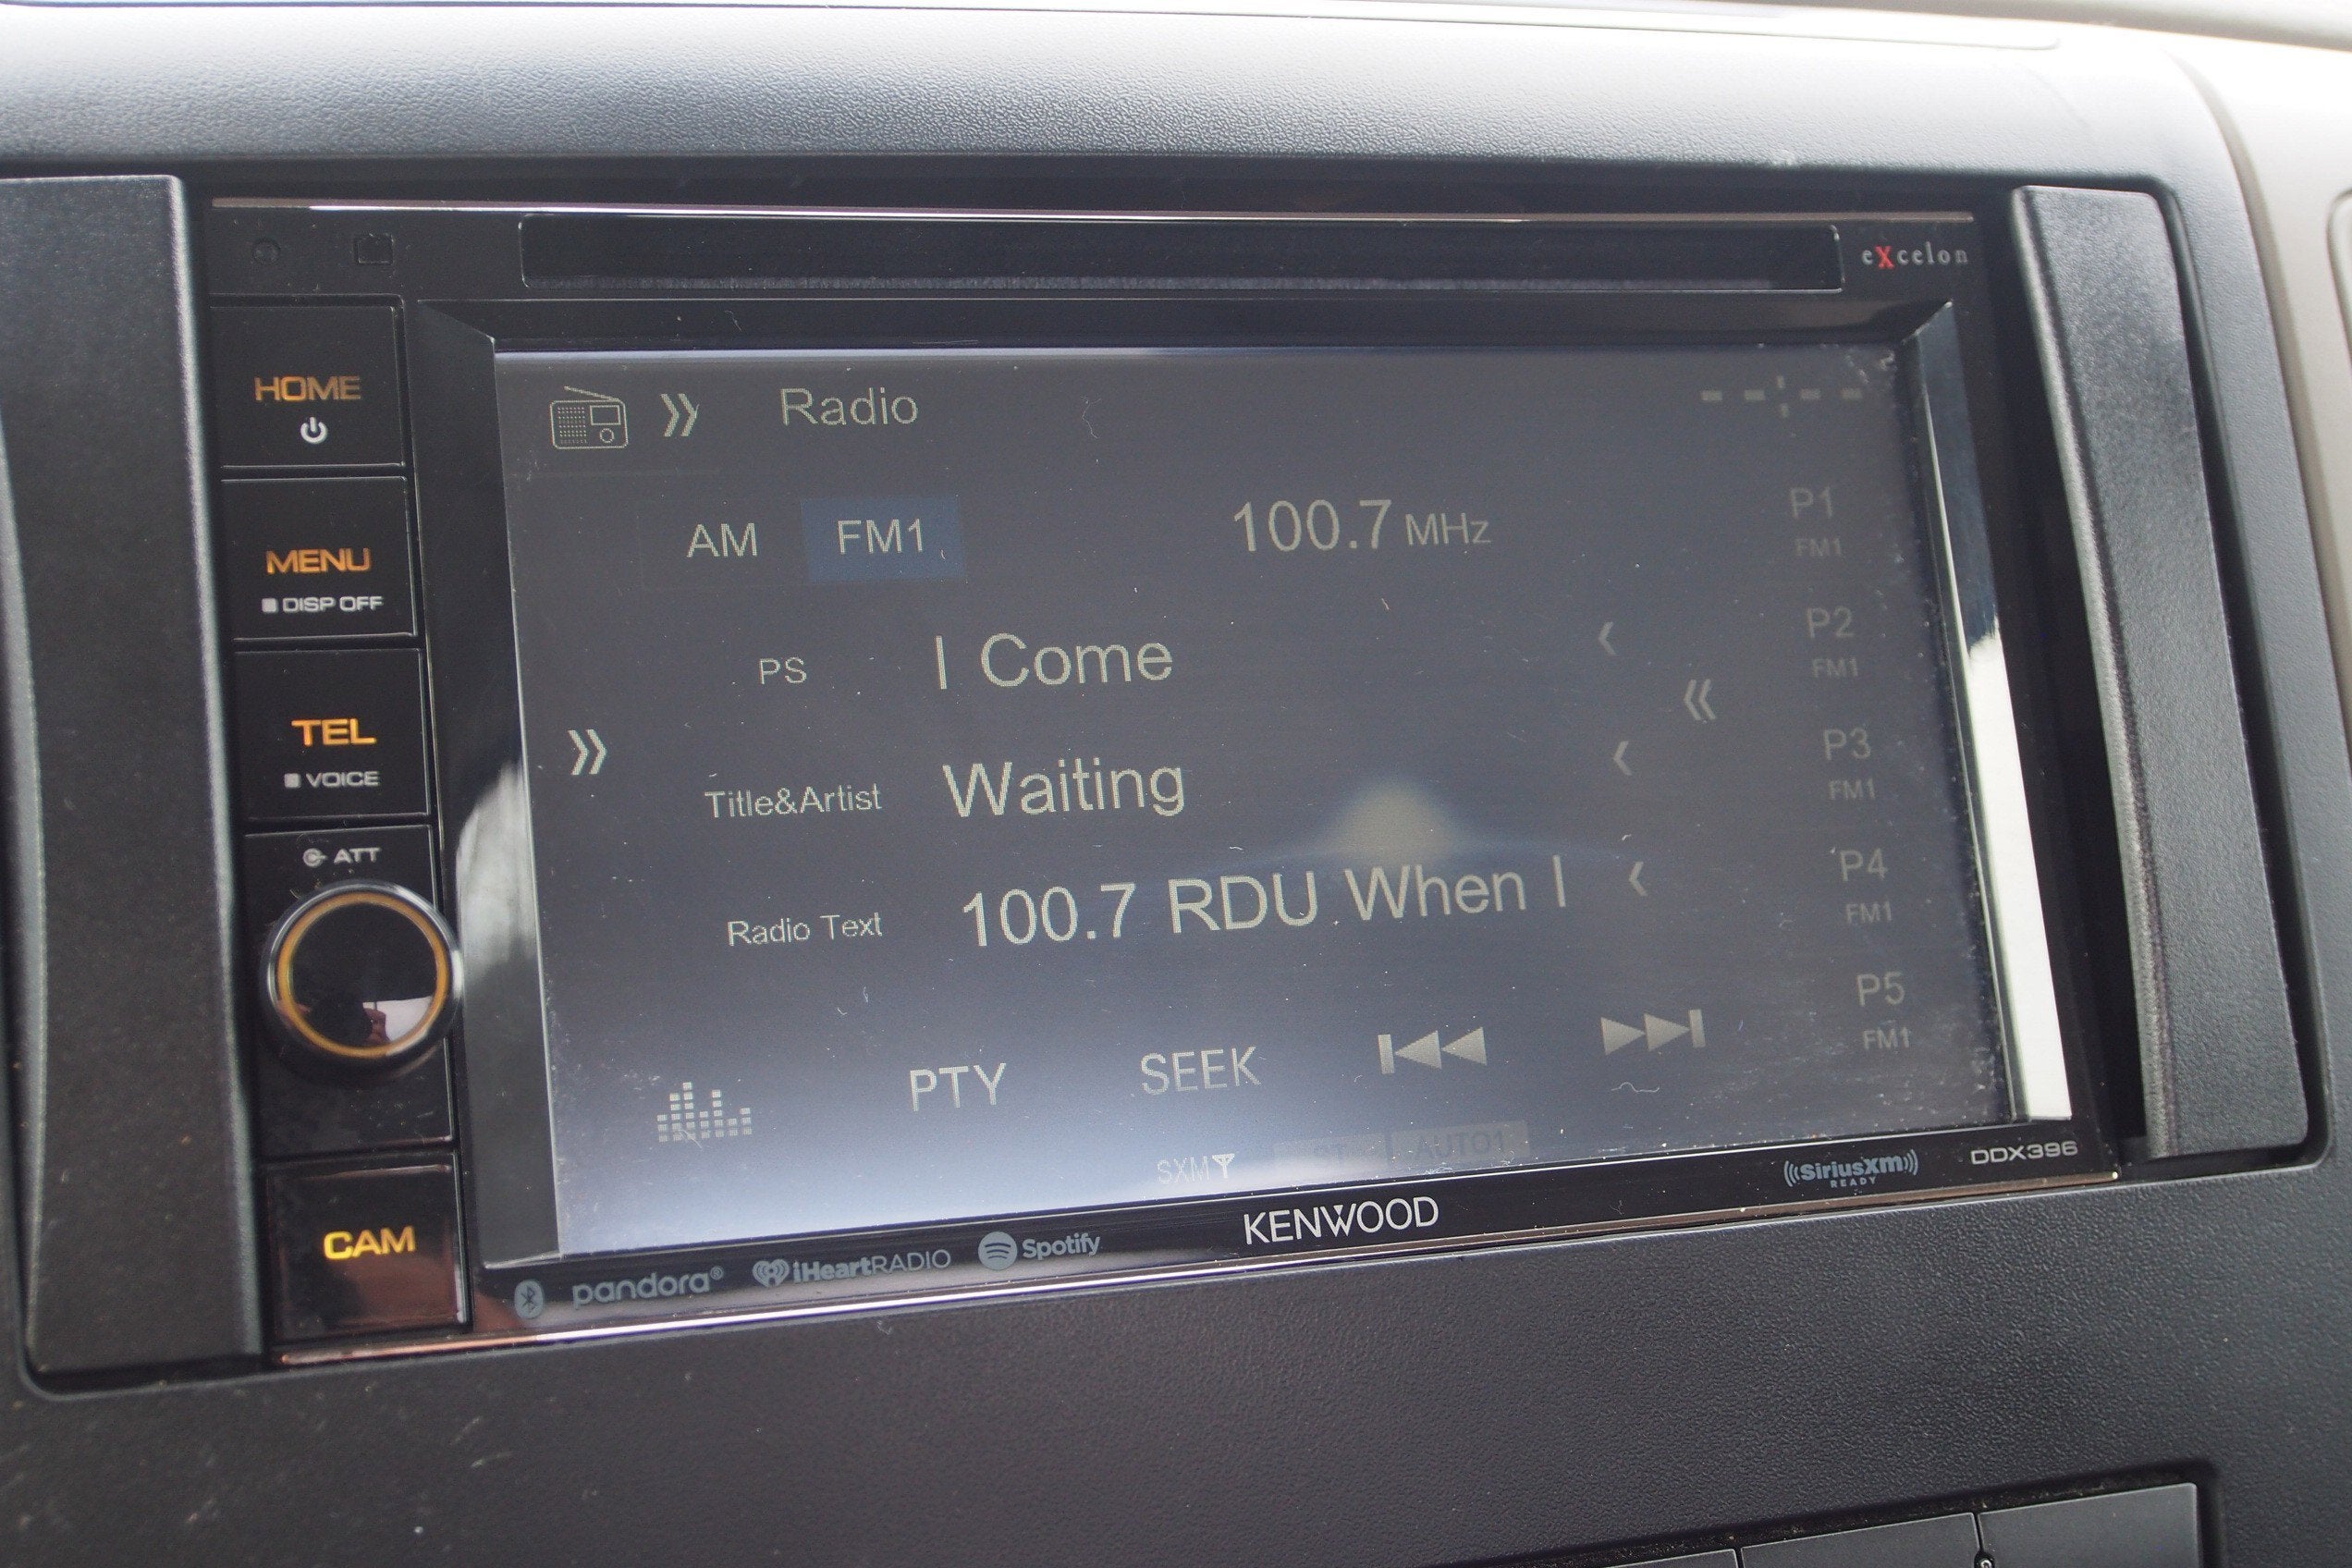 eXcelon
HOME
MENU
DISP OFF
TEL
VOICE
ATT
CAM
Radio
--:--
AM FM1 100.7 MHz
PS I Come
Title&Artist Waiting
Radio Text 100.7 RDU When I
PTY SEEK
SXM ST AUTO1
P1
FM1
P2
FM1
P3
FM1
P4
FM1
P5
FM1
pandora® iHeartRADIO Spotify
KENWOOD
SiriusXM
READY
DDX396